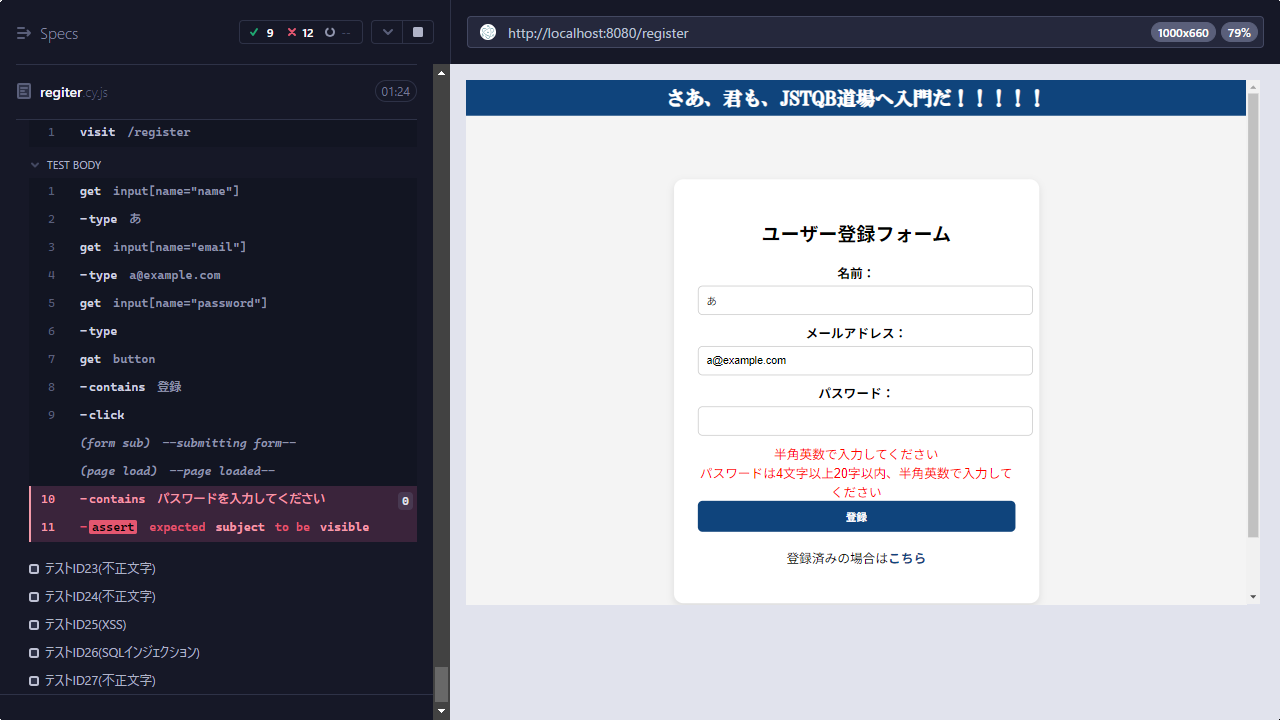 Specs
9 12 --
http://localhost:8080/register
1000x660 79%
regiter.cy.js
01:24
1 visit /register
TEST BODY
1 get input[name="name"]
2 -type あ
3 get input[name="email"]
4 -type a@example.com
5 get input[name="password"]
6 -type
7 get button
8 -contains 登録
9 -click
(form sub) --submitting form--
(page load) --page loaded--
10 -contains パスワードを入力してください 0
11 -assert expected subject to be visible
テストID23(不正文字)
テストID24(不正文字)
テストID25(XSS)
テストID26(SQLインジェクション)
テストID27(不正文字)
さあ、君も、JSTQB道場へ入門だ！！！！！
ユーザー登録フォーム
名前：
あ
メールアドレス：
a@example.com
パスワード：
半角英数で入力してください
パスワードは4文字以上20字以内、半角英数で入力して
ください
登録
登録済みの場合はこちら